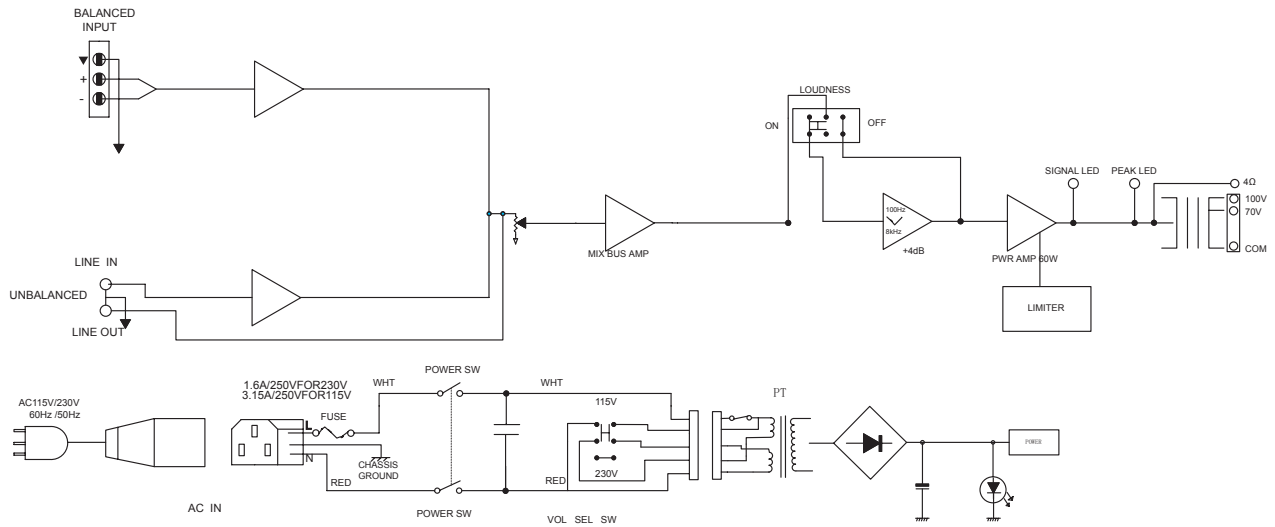 BALANCED
INPUT
+
-
LOUDNESS
ON
OFF
SIGNAL LED
PEAK LED
4Ω
100V
70V
COM
100Hz
8kHz
+4dB
MIX BUS AMP
PWR AMP 60W
LIMITER
LINE IN
UNBALANCED
LINE OUT
POWER SW
1.6A/250VFOR230V
3.15A/250VFOR115V
WHT
WHT
AC115V/230V
60Hz /50Hz
L
FUSE
115V
PT
POWER
CHASSIS
GROUND
N
RED
RED
230V
AC IN
POWER SW
VOL SEL SW